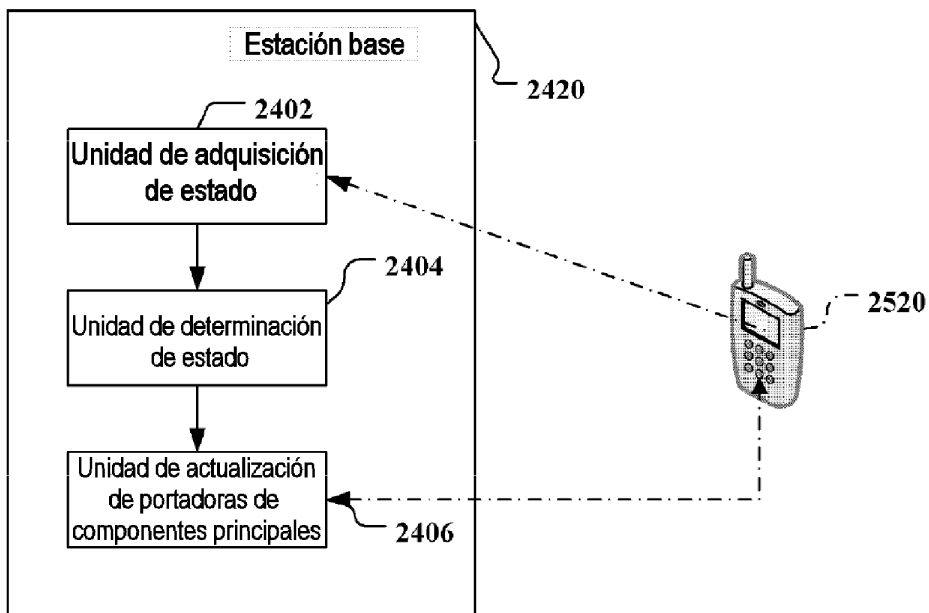 Estación base
2420
2402
Unidad de adquisición
de estado
2404
Unidad de determinación
de estado
2520
Unidad de actualización
de portadoras de
componentes principales
2406